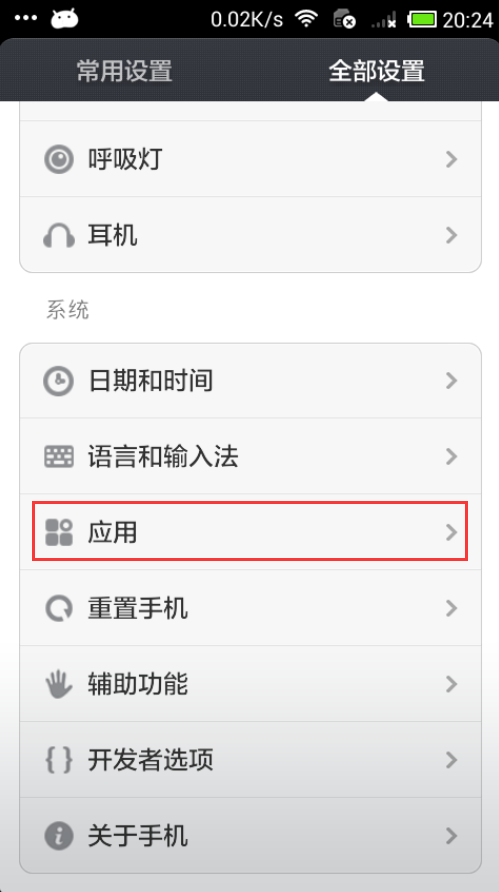 0.02K/s 20:24
常用设置 全部设置
呼吸灯
耳机
系统
日期和时间
语言和输入法
应用
重置手机
辅助功能
开发者选项
关于手机